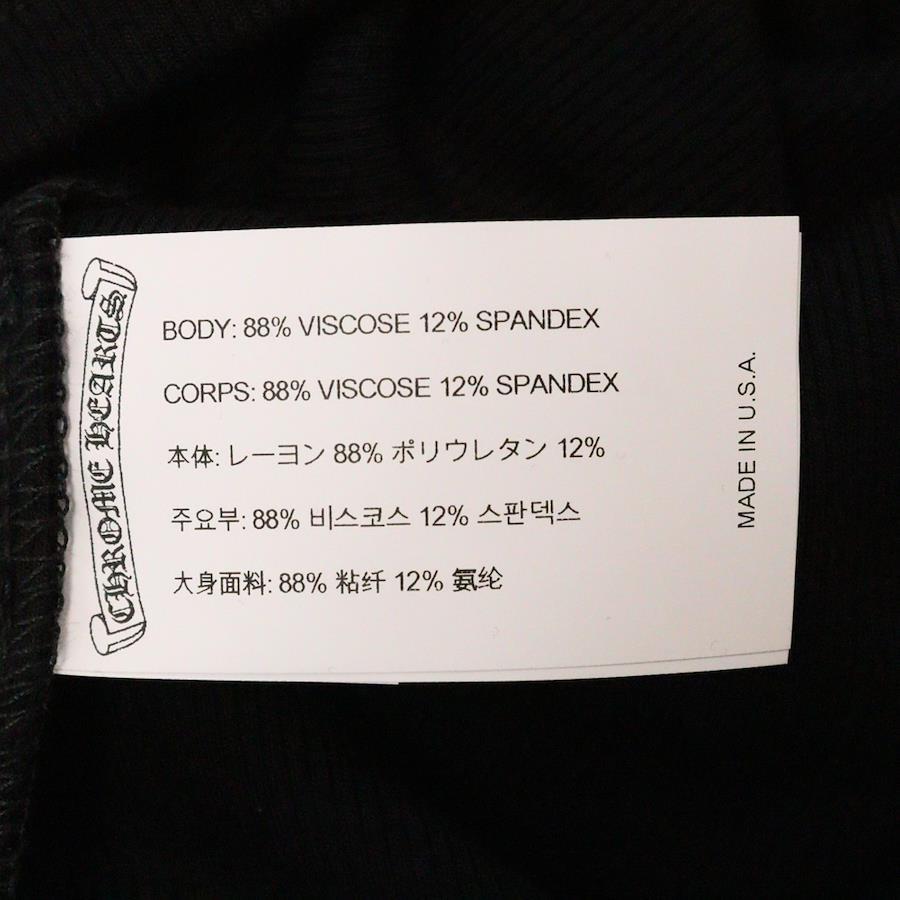 CHROME HEARTS
BODY: 88% VISCOSE 12% SPANDEX
CORPS: 88% VISCOSE 12% SPANDEX
本体: レーヨン 88% ポリウレタン 12%
주요부: 88% 비스코스 12% 스판덱스
大身面料: 88% 粘纤 12% 氨纶
MADE IN U.S.A.